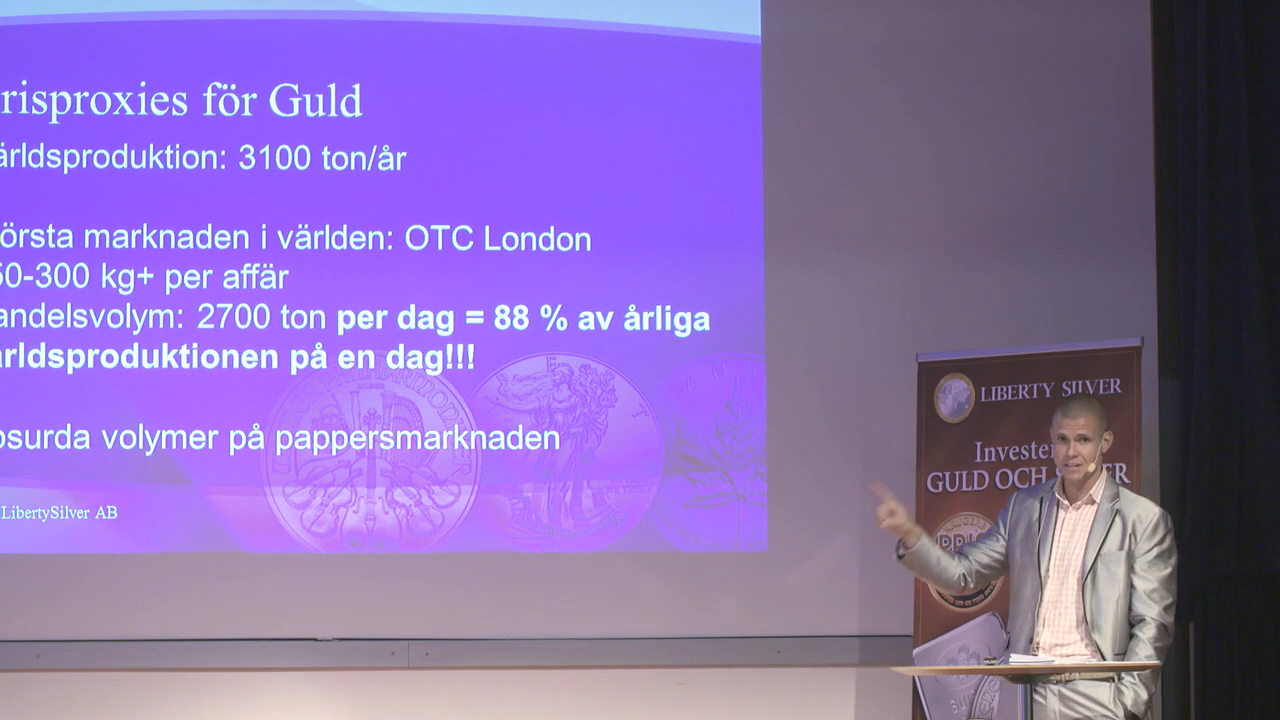 risproxies för Guld
ärldsproduktion: 3100 ton/år
örsta marknaden i världen: OTC London
50-300 kg+ per affär
andelsvolym: 2700 ton per dag = 88 % av årliga
ärldsproduktionen på en dag!!!
bsurda volymer på pappersmarknaden
LibertySilver AB
LIBERTY SILVER
Investe
GULD OCH